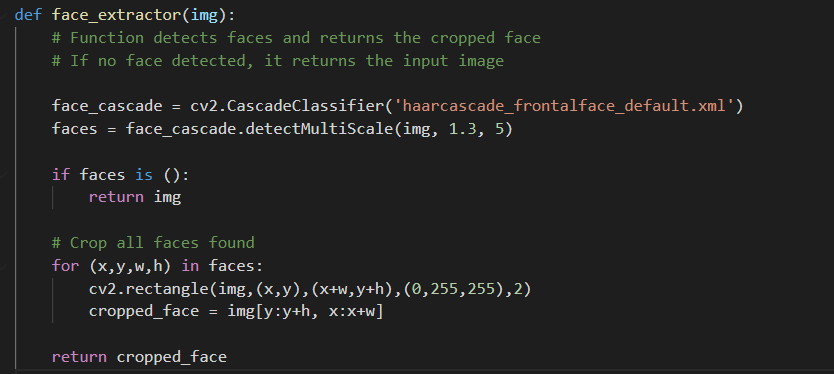 def face_extractor(img):
    # Function detects faces and returns the cropped face
    # If no face detected, it returns the input image
    face_cascade = cv2.CascadeClassifier('haarcascade_frontalface_default.xml')
    faces = face_cascade.detectMultiScale(img, 1.3, 5)
    if faces is ():
        return img
    # Crop all faces found
    for (x,y,w,h) in faces:
        cv2.rectangle(img,(x,y),(x+w,y+h),(0,255,255),2)
        cropped_face = img[y:y+h, x:x+w]
    return cropped_face